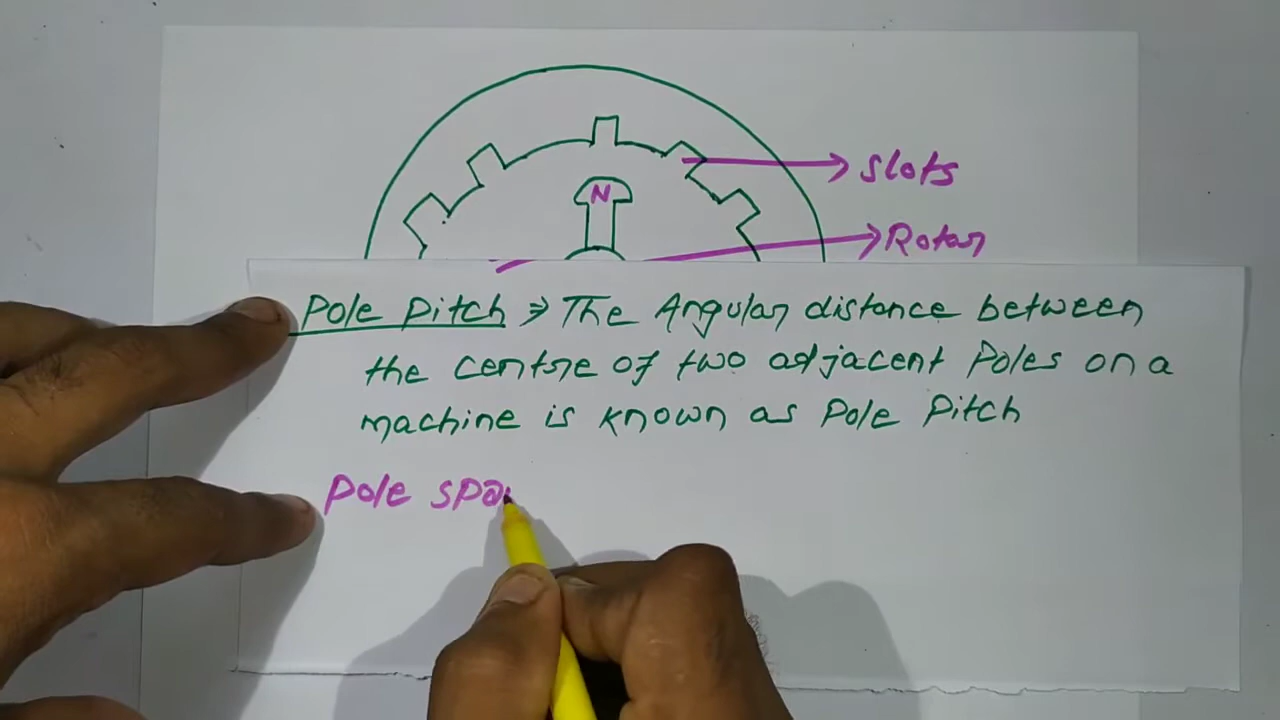 N
Slots
Rotor
Pole Pitch ⇒ The Angular distance between
the centre of two adjacent Poles on a
machine is known as Pole Pitch
Pole spa